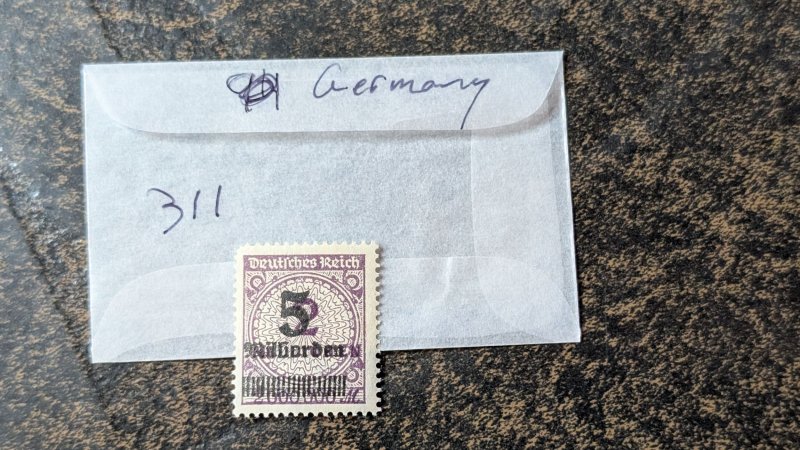 Germany
311
Deutsches Reich
5
Milliarden